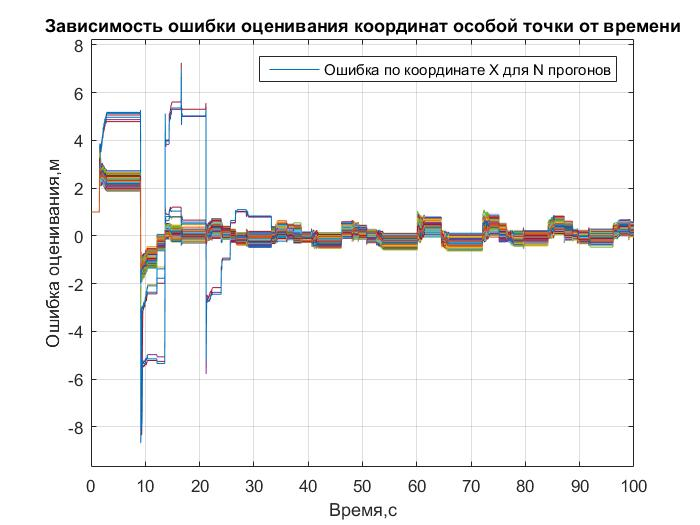 Зависимость ошибки оценивания координат особой точки от времени
Ошибка по координате X для N прогонов
8
6
4
2
0
-2
-4
-6
-8
Ошибка оценивания,м
0 10 20 30 40 50 60 70 80 90 100
Время,с